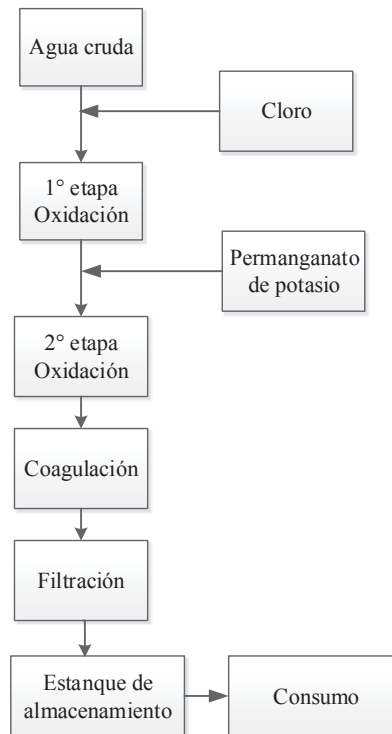 Agua cruda
Cloro
1° etapa
Oxidación
Permanganato
de potasio
2° etapa
Oxidación
Coagulación
Filtración
Estanque de
almacenamiento
Consumo